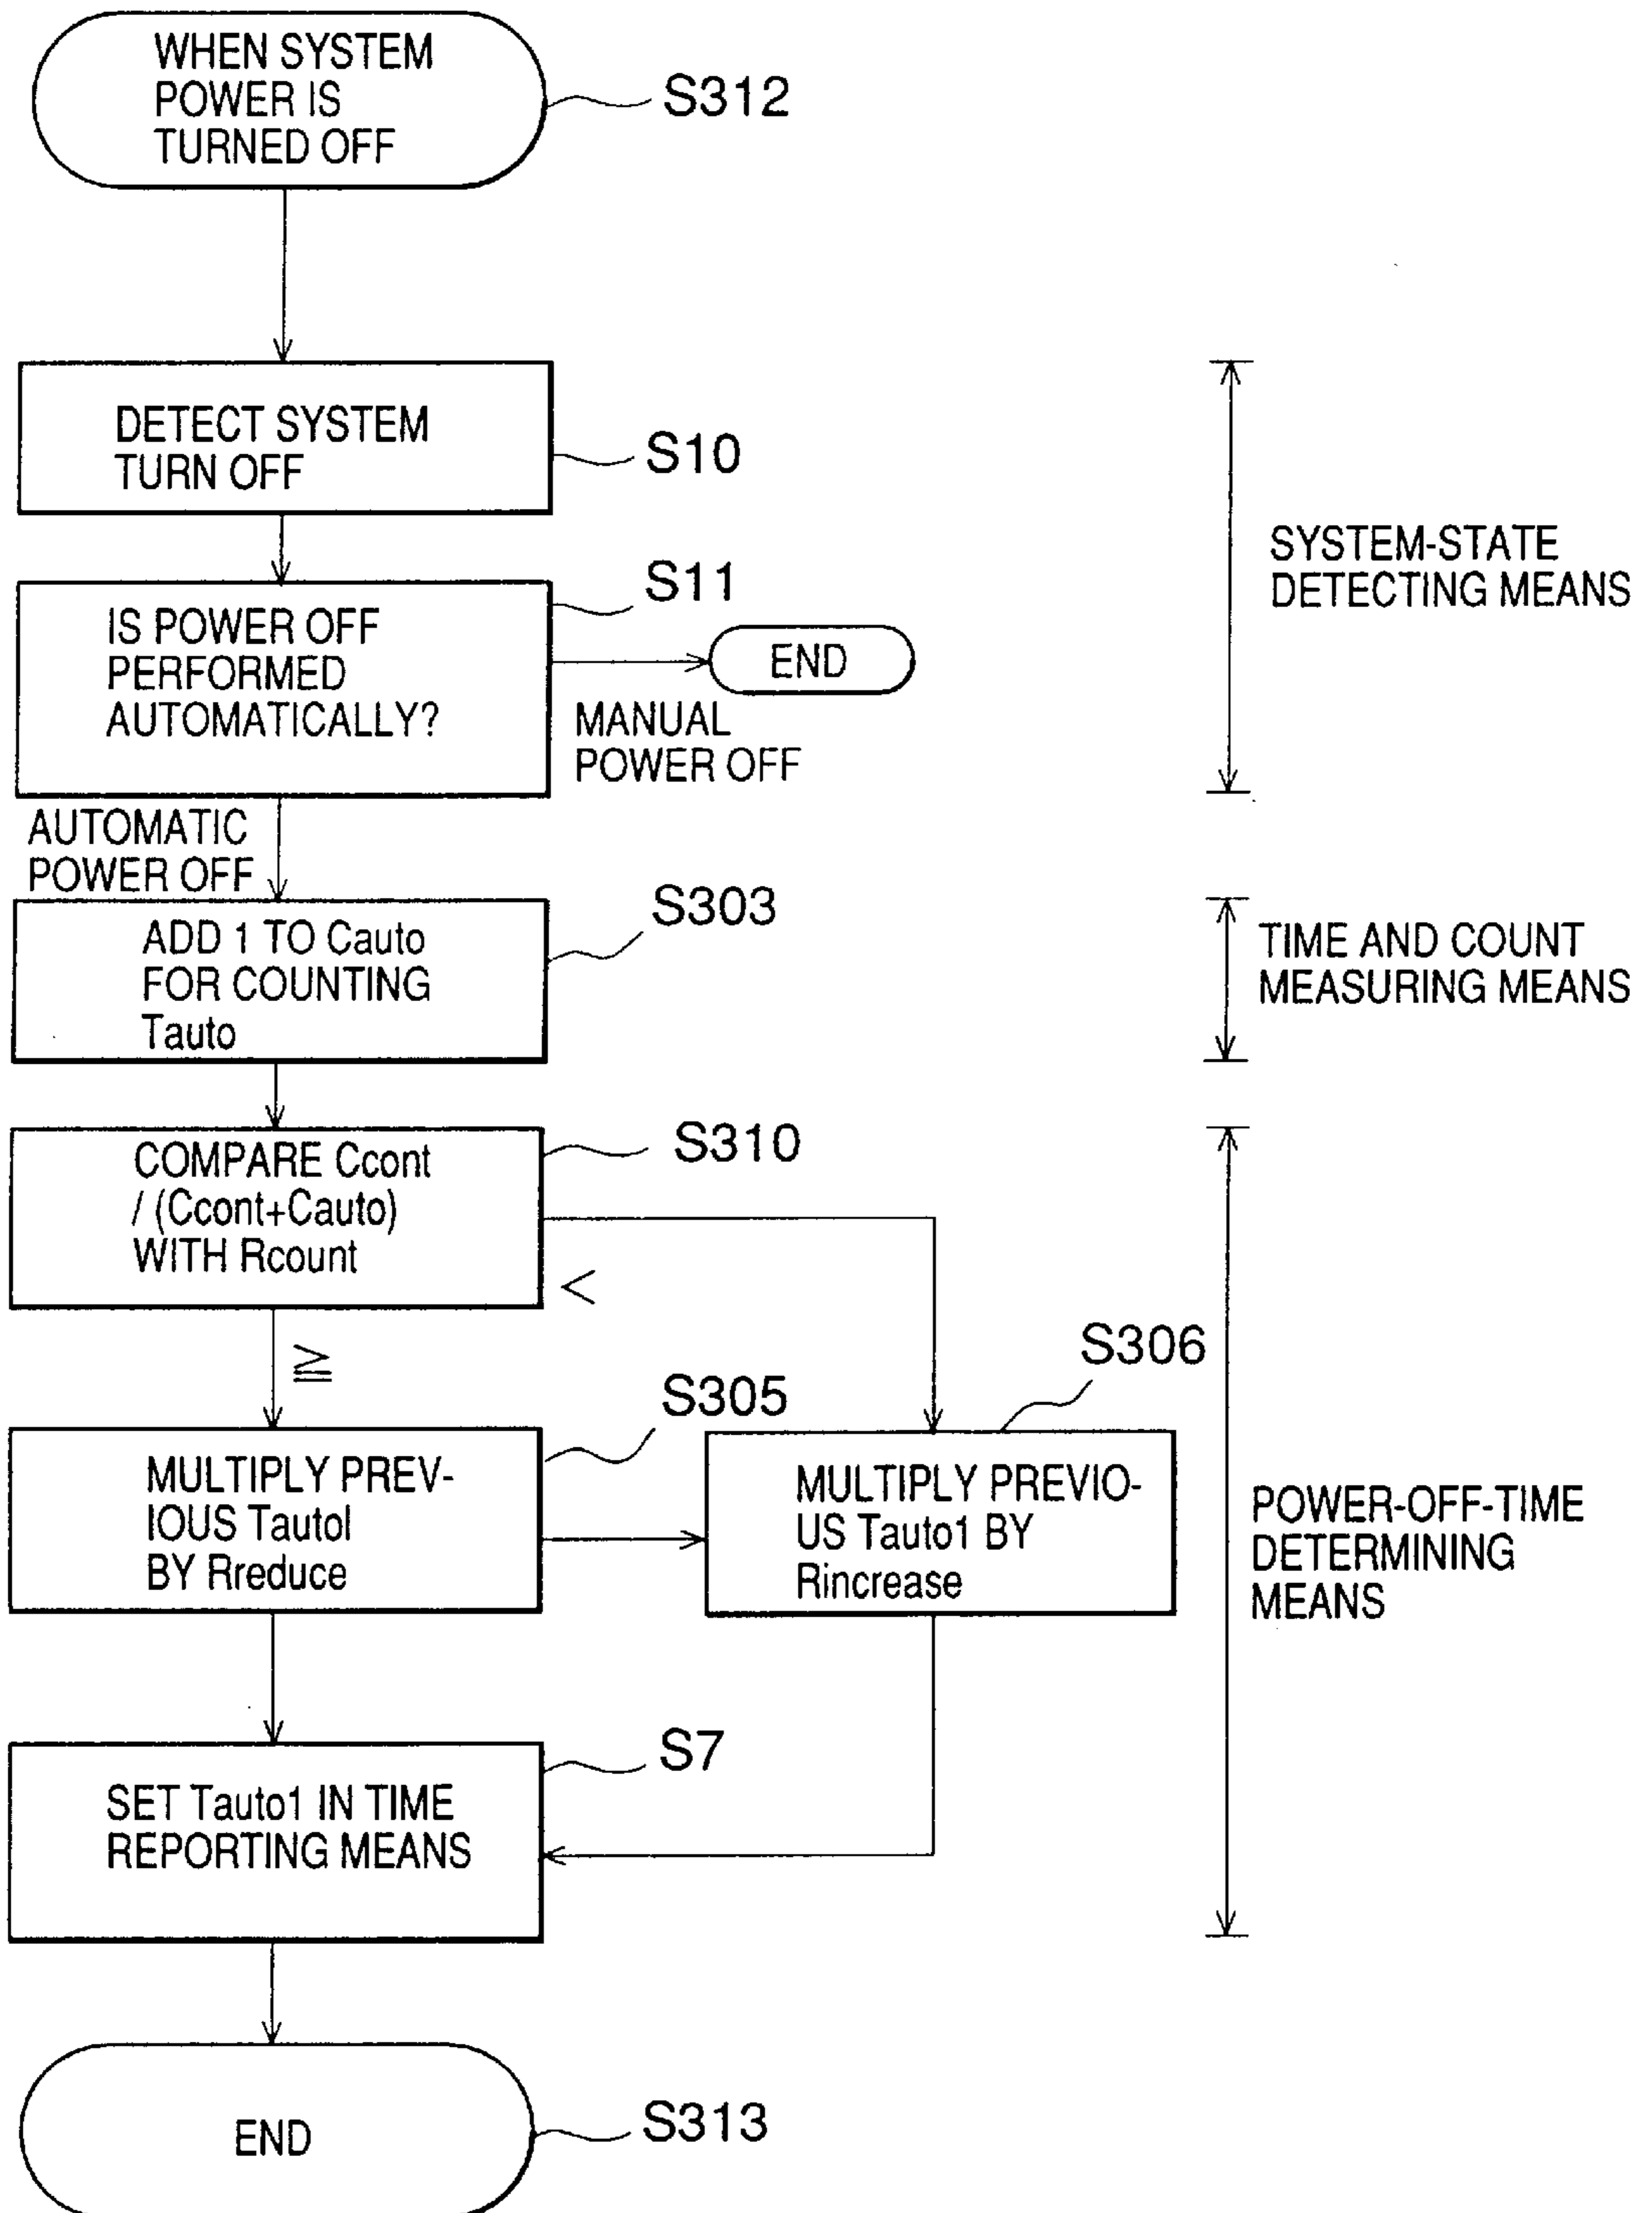 WHEN SYSTEM
POWER IS
TURNED OFF
S312
DETECT SYSTEM
TURN OFF
S10
SYSTEM-STATE
DETECTING MEANS
S11
IS POWER OFF
PERFORMED
AUTOMATICALLY?
END
MANUAL
POWER OFF
AUTOMATIC
POWER OFF
S303
ADD 1 TO Cauto
FOR COUNTING
Tauto
TIME AND COUNT
MEASURING MEANS
S310
COMPARE Ccont
/ (Ccont+Cauto)
WITH Rcount
<
≧
S306
S305
MULTIPLY PREV-
IOUS Tautol
BY Rreduce
MULTIPLY PREVIO-
US Tauto1 BY
Rincrease
POWER-OFF-TIME
DETERMINING
MEANS
S7
SET Tauto1 IN TIME
REPORTING MEANS
END
S313